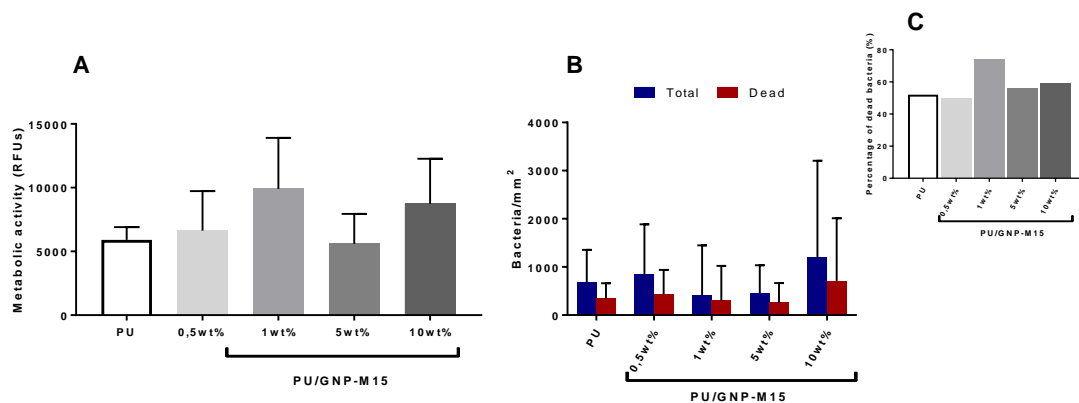 A
Metabolic activity (RFUs)
15000
10000
5000
0
PU
0,5wt%
1wt%
5wt%
10wt%
PU/GNP-M15
B
Total
Dead
Bacteria/mm²
4000
3000
2000
1000
0
PU
0,5wt%
1wt%
5wt%
10wt%
PU/GNP-M15
C
Percentage of dead bacteria (%)
80
60
40
20
0
PU
0,5wt%
1wt%
5wt%
10wt%
PU/GNP-M15